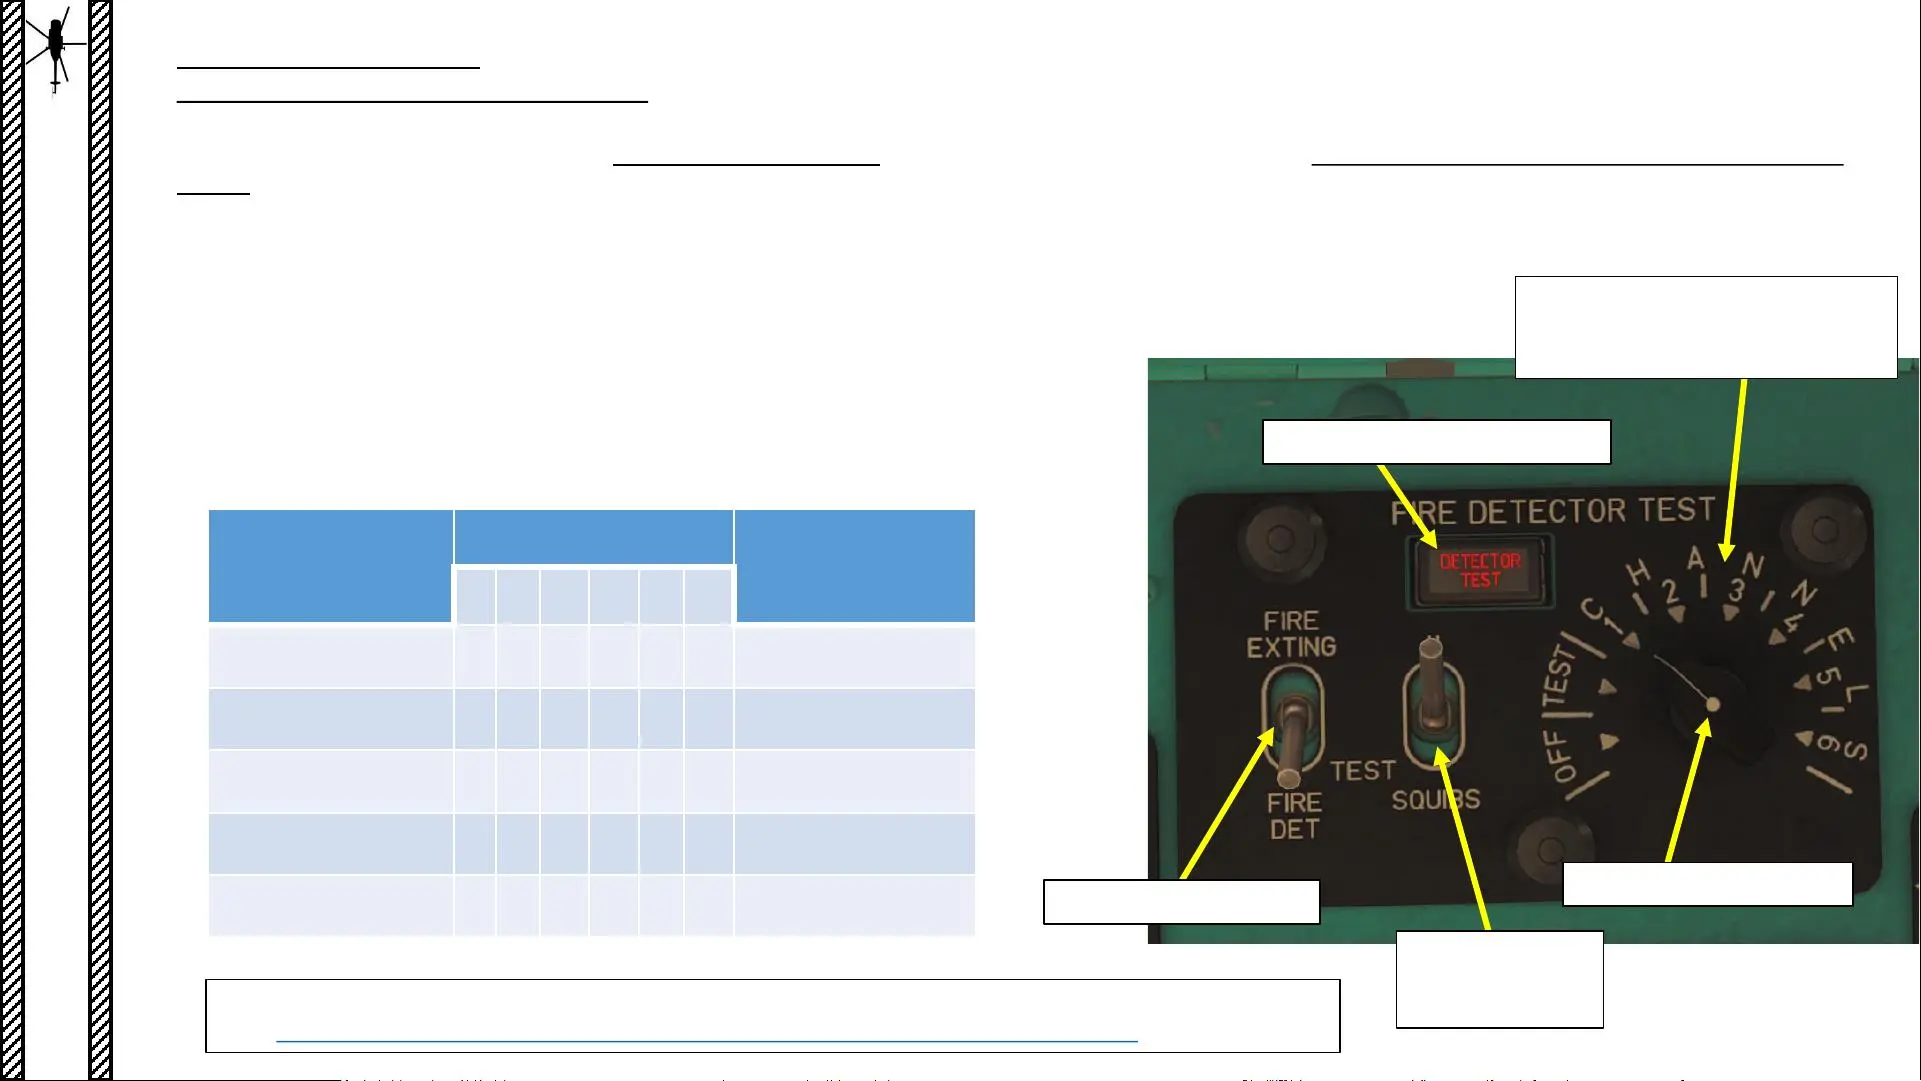 FIRE DETECTOR TEST
DETECTOR
TEST
FIRE
EXTING
TEST
FIRE
DET
SQUIBS
OFF TEST 1 2 3 4 5 6
CHANNELS